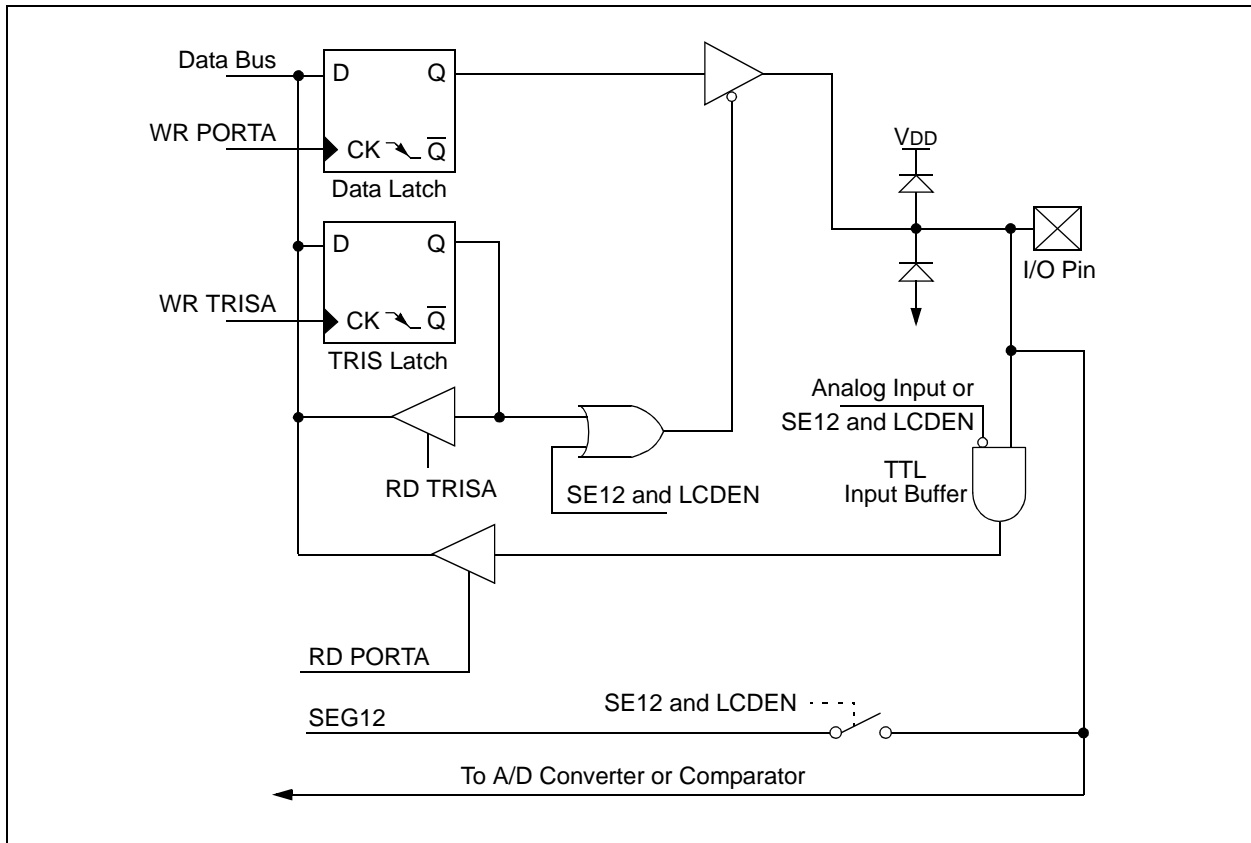 Data Bus
D Q
WR PORTA
CK Q̅
Data Latch
VDD
D Q
I/O Pin
WR TRISA
CK Q̅
TRIS Latch
Analog Input or
SE12 and LCDEN
TTL
Input Buffer
RD TRISA
SE12 and LCDEN
RD PORTA
SE12 and LCDEN
SEG12
To A/D Converter or Comparator